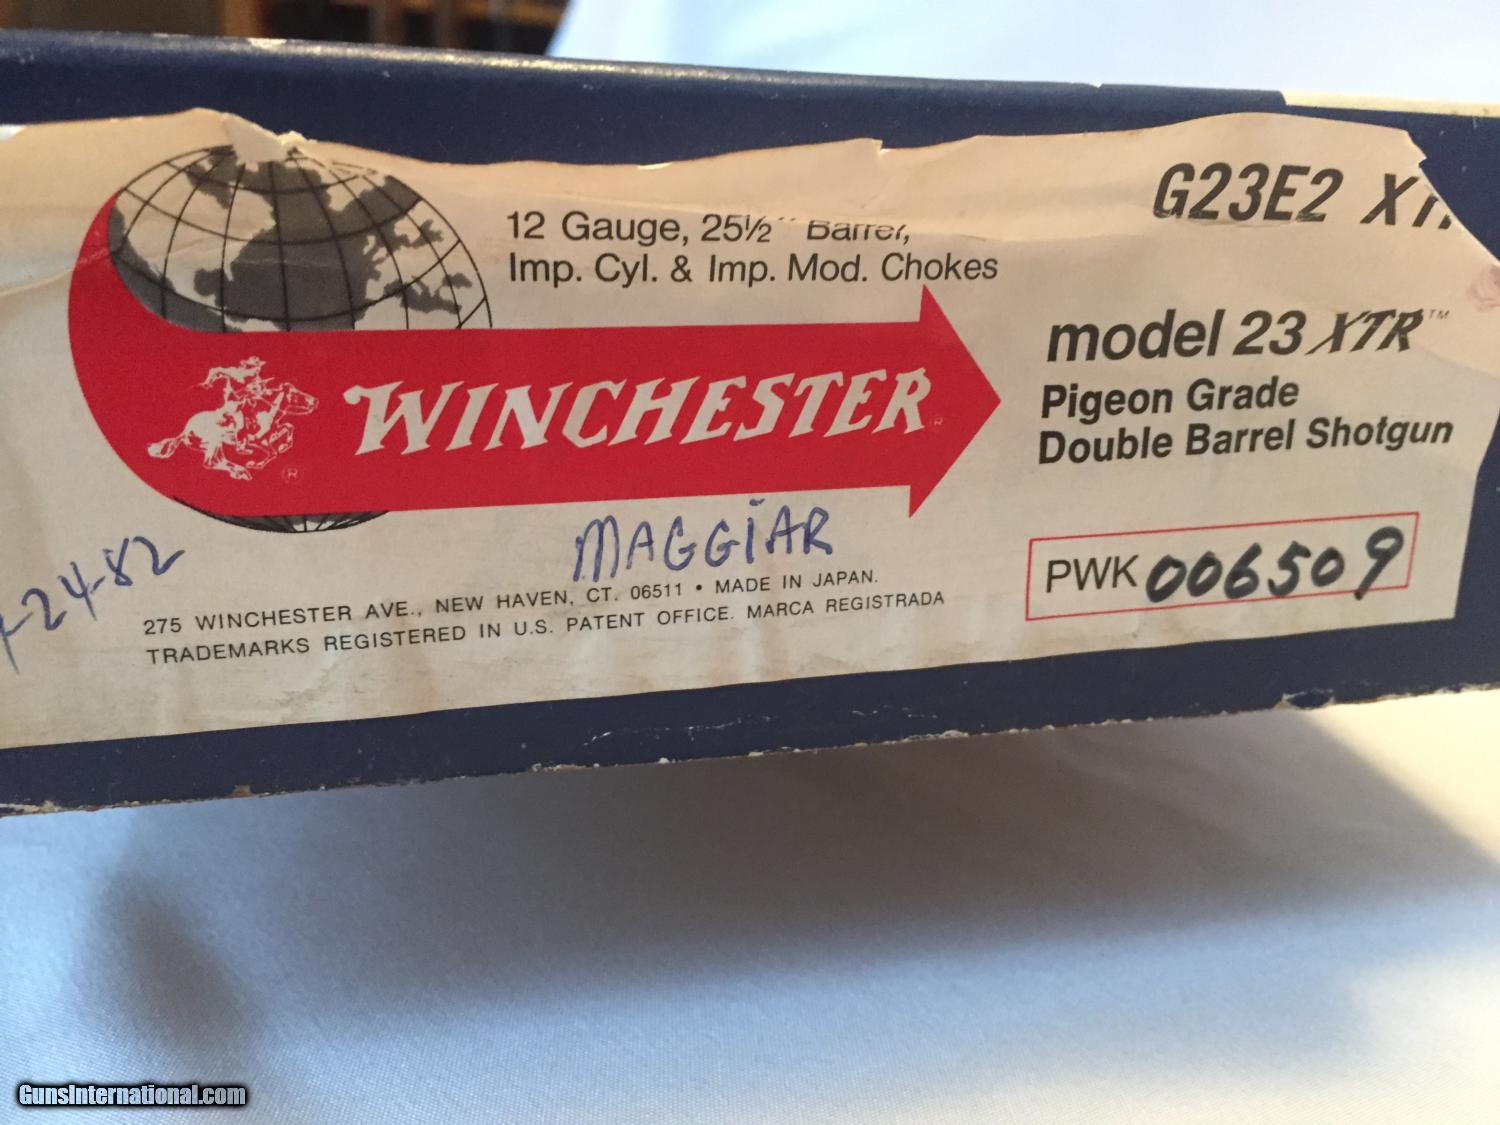 G23E2
12 Gauge, 25½" Barrel,
Imp. Cyl. & Imp. Mod. Chokes
model 23 XTR™
WINCHESTER®
®
Pigeon Grade
Double Barrel Shotgun
MAGGIAR
-24-82
PWK 006509
275 WINCHESTER AVE., NEW HAVEN, CT. 06511 • MADE IN JAPAN.
TRADEMARKS REGISTERED IN U.S. PATENT OFFICE. MARCA REGISTRADA
GunsInternational.com